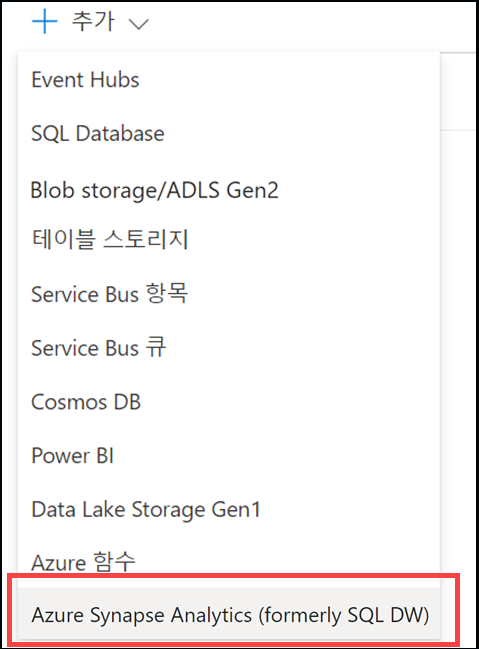 추가
Event Hubs
SQL Database
Blob storage/ADLS Gen2
테이블 스토리지
Service Bus 항목
Service Bus 큐
Cosmos DB
Power BI
Data Lake Storage Gen1
Azure 함수
Azure Synapse Analytics (formerly SQL DW)